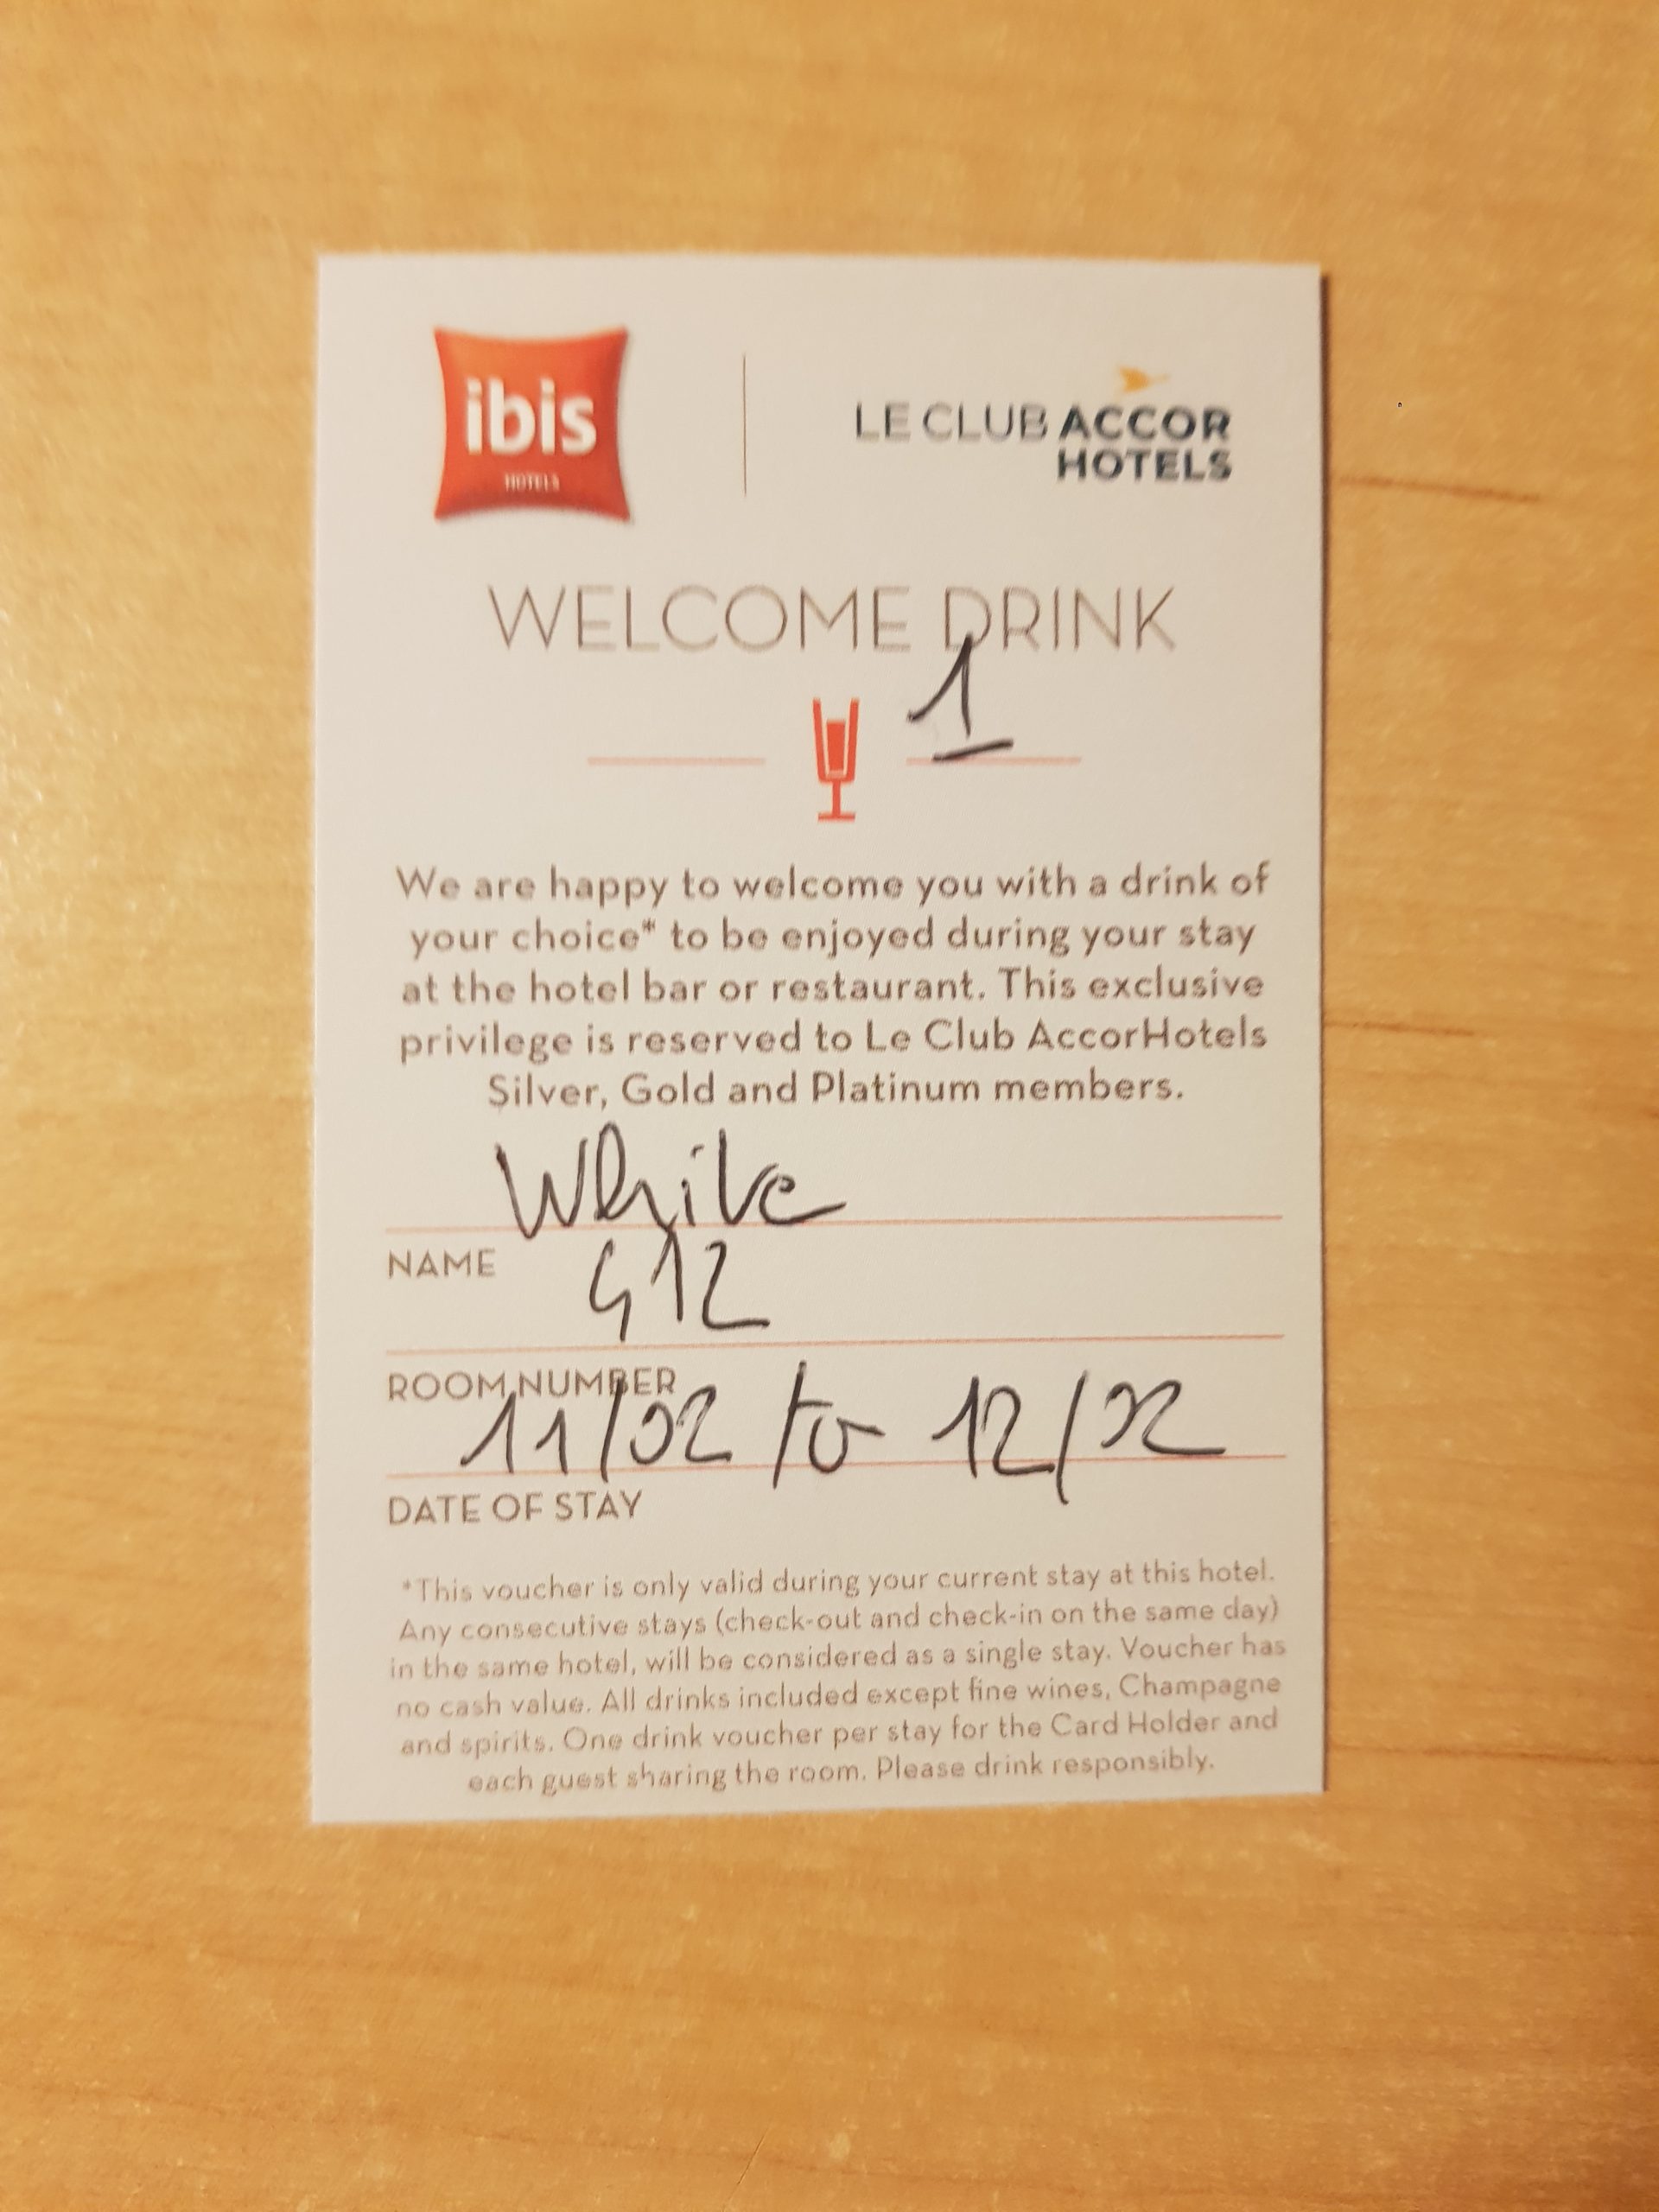 ibis
HOTELS
LE CLUB ACCOR
HOTELS
WELCOME DRINK
1
We are happy to welcome you with a drink of
your choice* to be enjoyed during your stay
at the hotel bar or restaurant. This exclusive
privilege is reserved to Le Club AccorHotels
Silver, Gold and Platinum members.
White
NAME
412
ROOM NUMBER
11/02 to 12/02
DATE OF STAY
*This voucher is only valid during your current stay at this hotel.
Any consecutive stays (check-out and check-in on the same day)
in the same hotel, will be considered as a single stay. Voucher has
no cash value. All drinks included except fine wines, Champagne
and spirits. One drink voucher per stay for the Card Holder and
each guest sharing the room. Please drink responsibly.